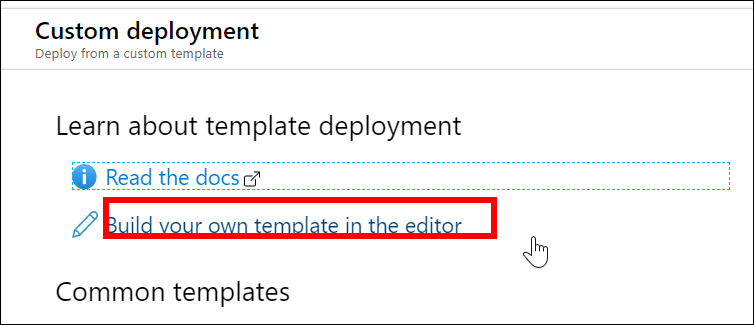 Custom deployment
Deploy from a custom template
Learn about template deployment
Read the docs
Build your own template in the editor
Common templates